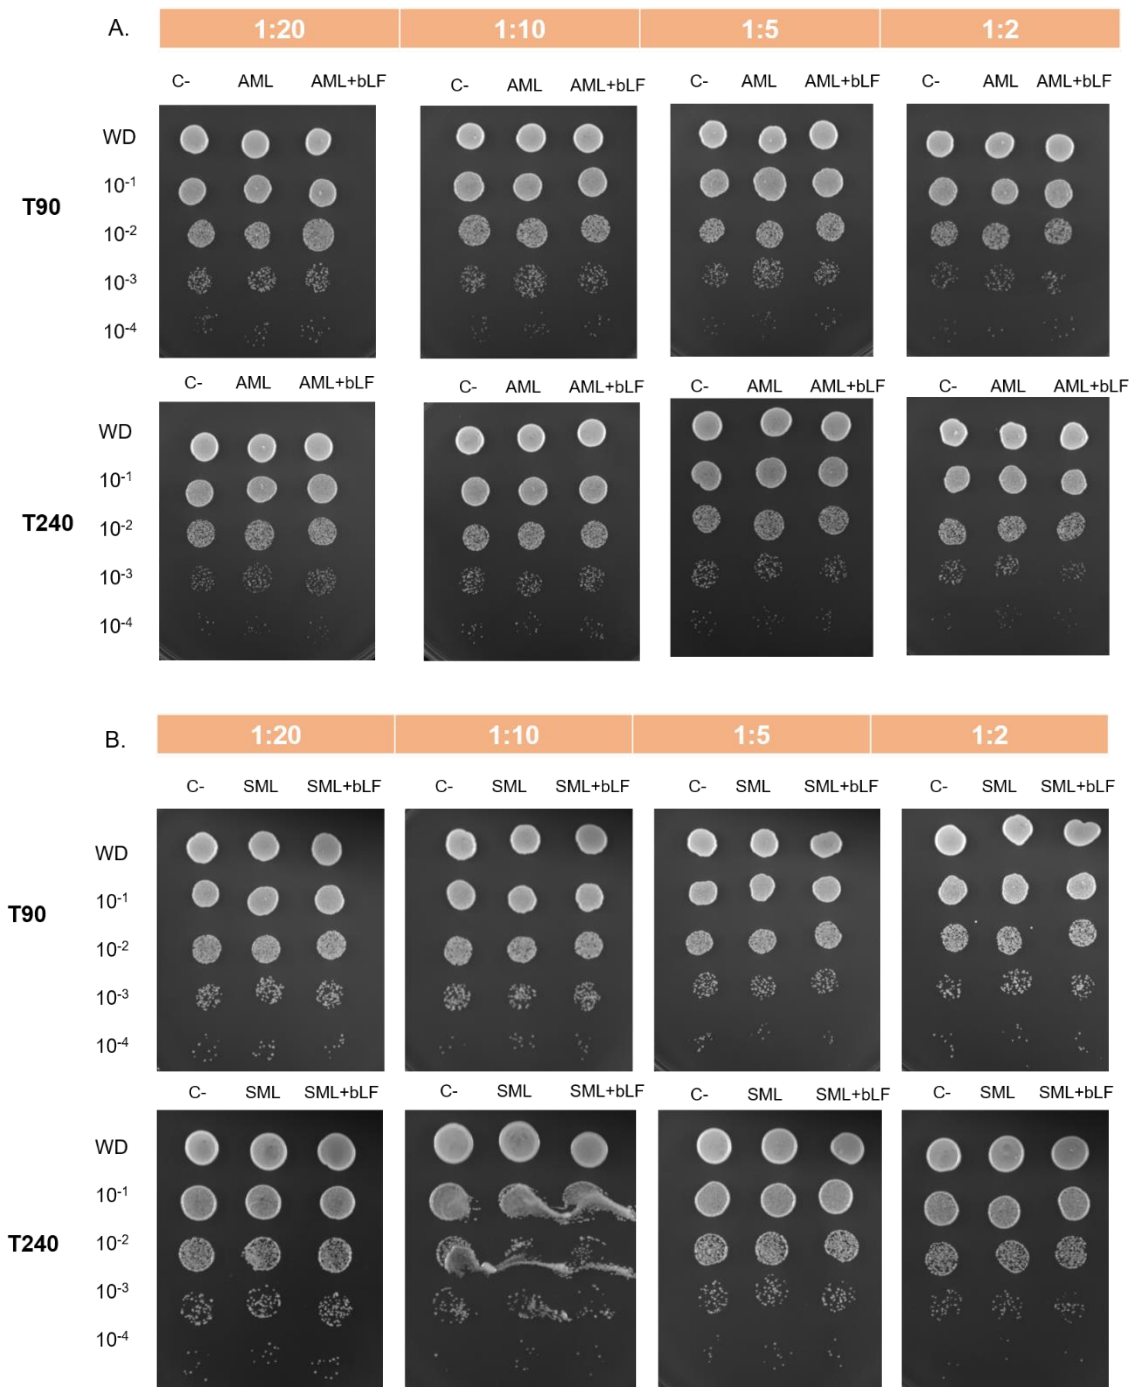 A.
1:20 1:10 1:5 1:2
C- AML AML+bLF C- AML AML+bLF C- AML AML+bLF C- AML AML+bLF
WD
10-1
T90
10-2
10-3
10-4
C- AML AML+bLF C- AML AML+bLF C- AML AML+bLF C- AML AML+bLF
WD
10-1
T240
10-2
10-3
10-4
B.
1:20 1:10 1:5 1:2
C- SML SML+bLF C- SML SML+bLF C- SML SML+bLF C- SML SML+bLF
WD
10-1
T90
10-2
10-3
10-4
C- SML SML+bLF C- SML SML+bLF C- SML SML+bLF C- SML SML+bLF
WD
10-1
T240
10-2
10-3
10-4